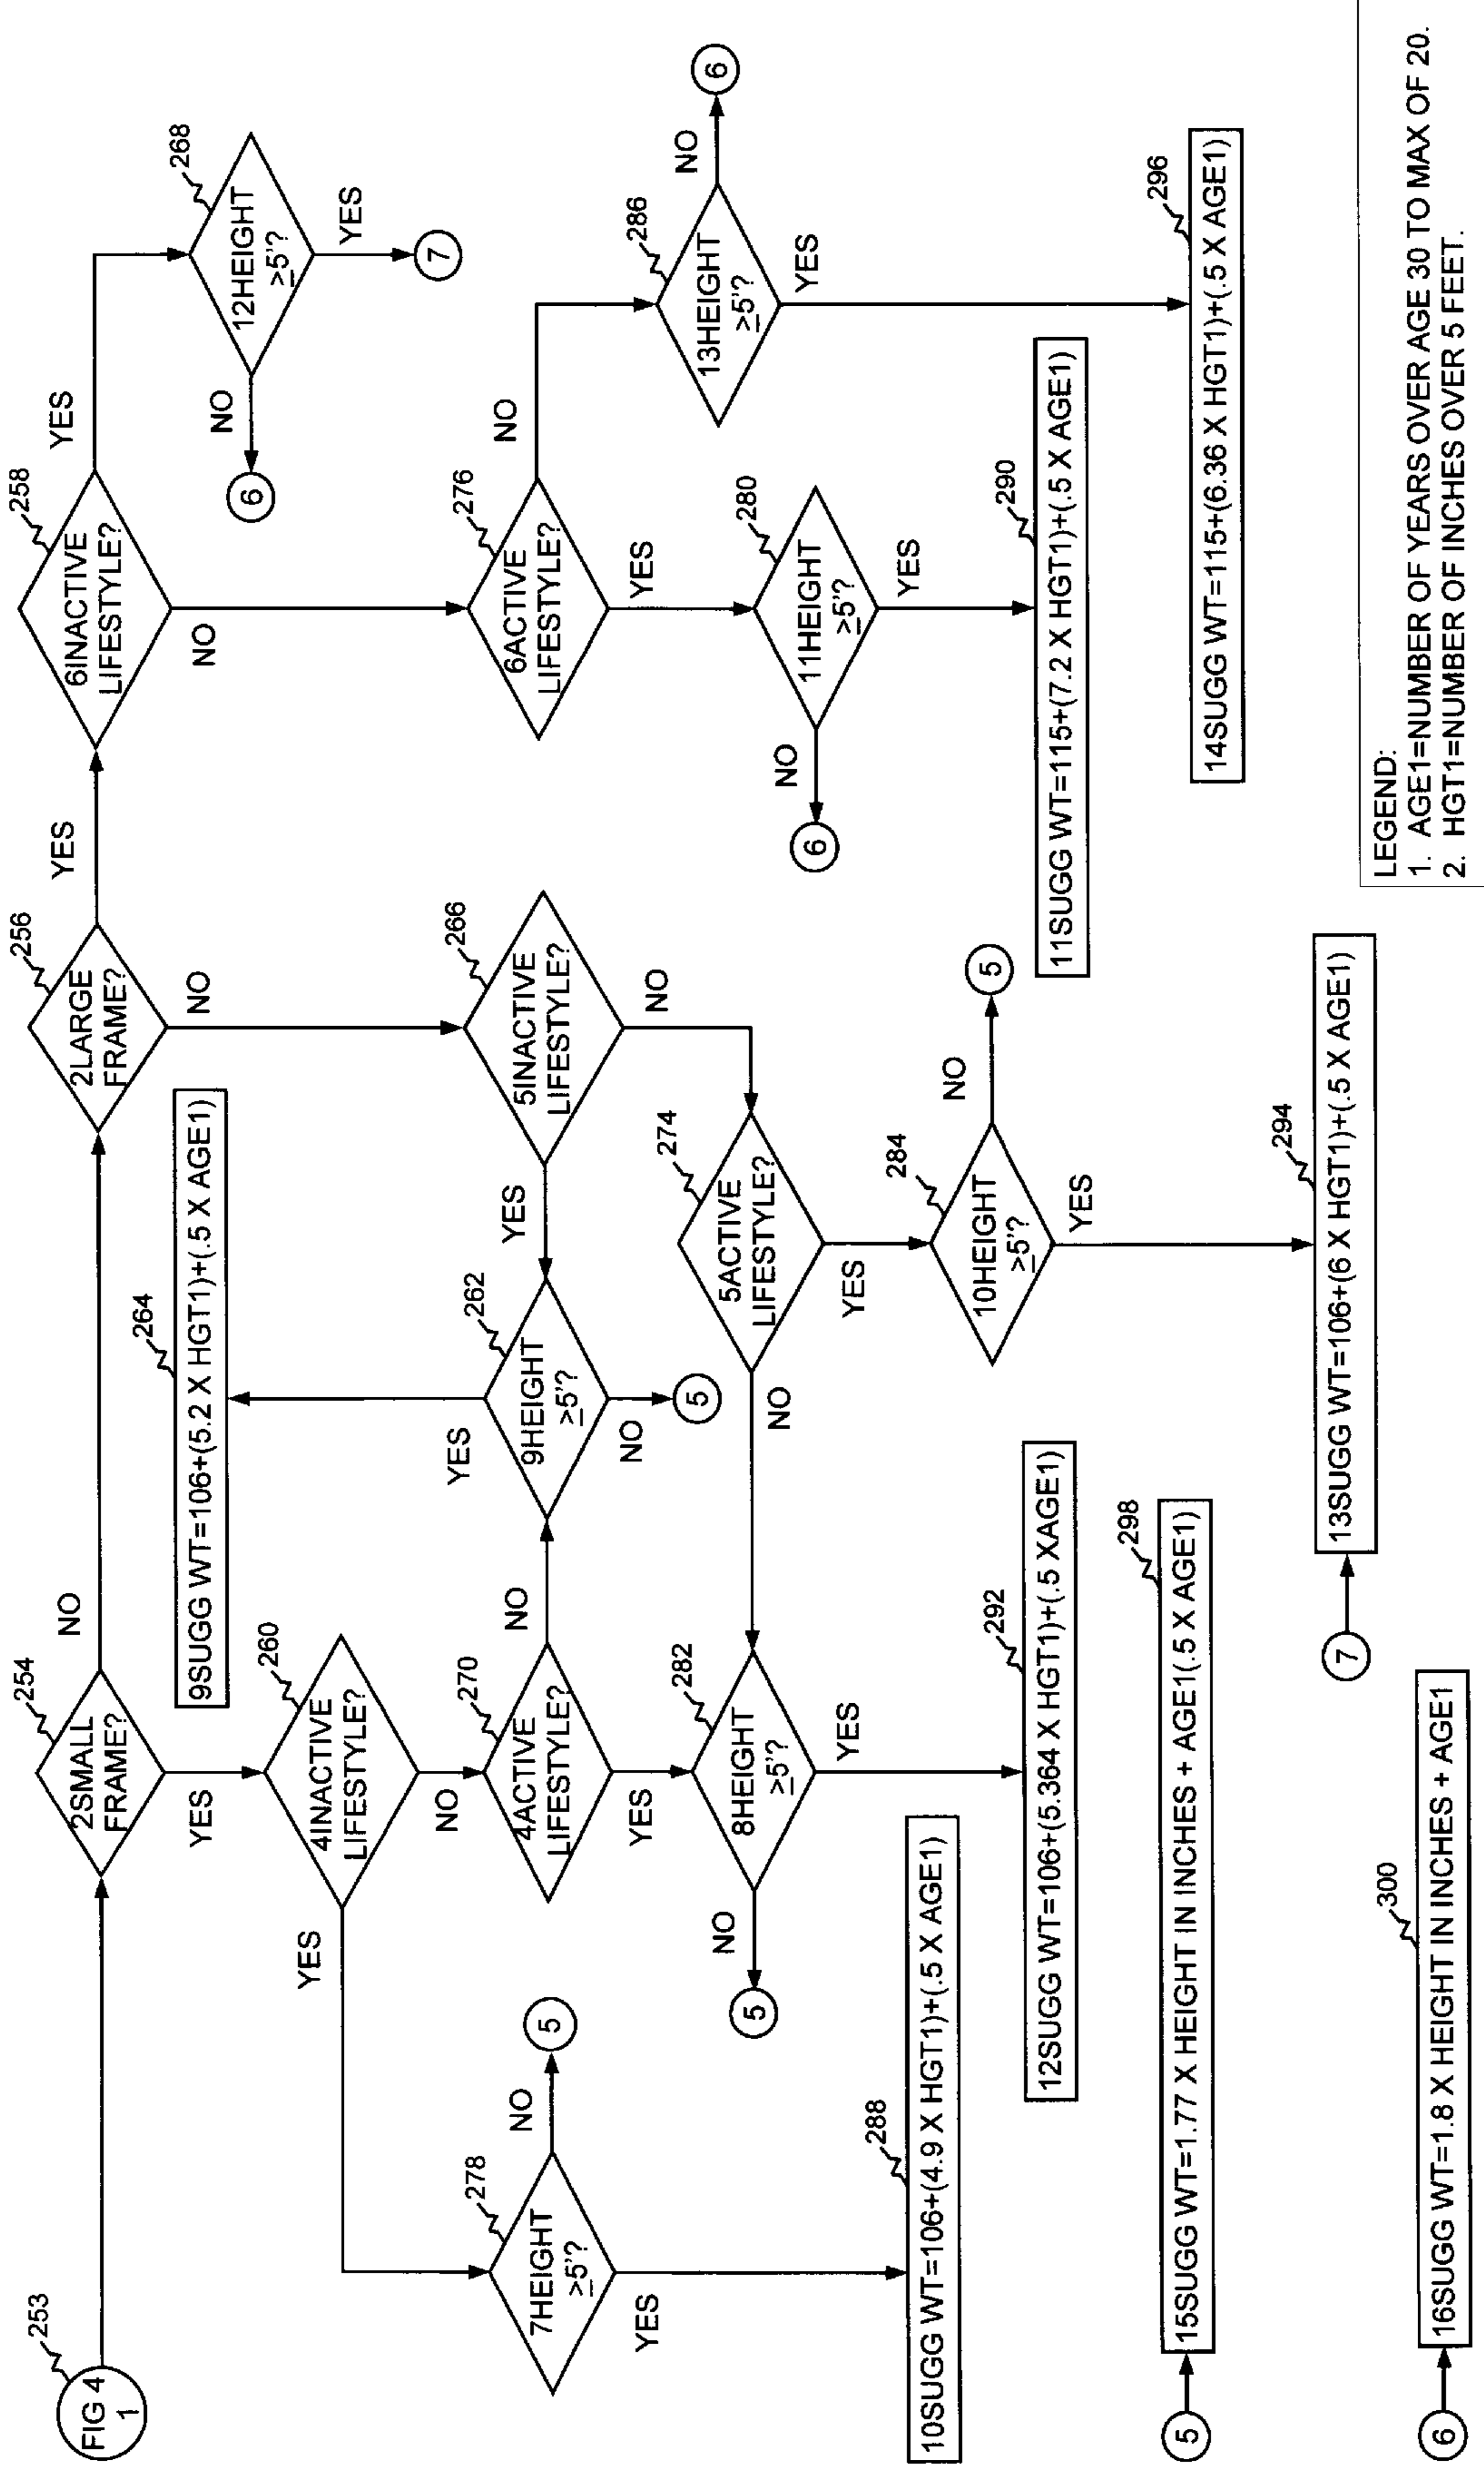 253
FIG 4
1
254
2SMALL
FRAME?
NO
YES
256
2LARGE
FRAME?
YES
NO
258
6INACTIVE
LIFESTYLE?
YES
NO
268
12HEIGHT
≥5'?
NO
6
YES
7
264
9SUGG WT=106+(5.2 X HGT1)+(.5 X AGE1)
260
4INACTIVE
LIFESTYLE?
YES
NO
270
4ACTIVE
LIFESTYLE?
NO
YES
262
9HEIGHT
≥5'?
YES
NO
5
266
5INACTIVE
LIFESTYLE?
YES
NO
276
6ACTIVE
LIFESTYLE?
NO
YES
286
13HEIGHT
≥5'?
NO
6
YES
278
7HEIGHT
≥5'?
NO
5
YES
282
8HEIGHT
≥5'?
NO
5
YES
274
5ACTIVE
LIFESTYLE?
NO
YES
284
10HEIGHT
≥5'?
NO
5
YES
280
11HEIGHT
≥5'?
NO
6
YES
288
10SUGG WT=106+(4.9 X HGT1)+(.5 X AGE1)
292
12SUGG WT=106+(5.364 X HGT1)+(.5 XAGE1)
290
11SUGG WT=115+(7.2 X HGT1)+(.5 X AGE1)
296
14SUGG WT=115+(6.36 X HGT1)+(.5 X AGE1)
298
5
15SUGG WT=1.77 X HEIGHT IN INCHES + AGE1(.5 X AGE1)
294
7
13SUGG WT=106+(6 X HGT1)+(.5 X AGE1)
300
6
16SUGG WT=1.8 X HEIGHT IN INCHES + AGE1
LEGEND:
1. AGE1=NUMBER OF YEARS OVER AGE 30 TO MAX OF 20.
2. HGT1=NUMBER OF INCHES OVER 5 FEET.